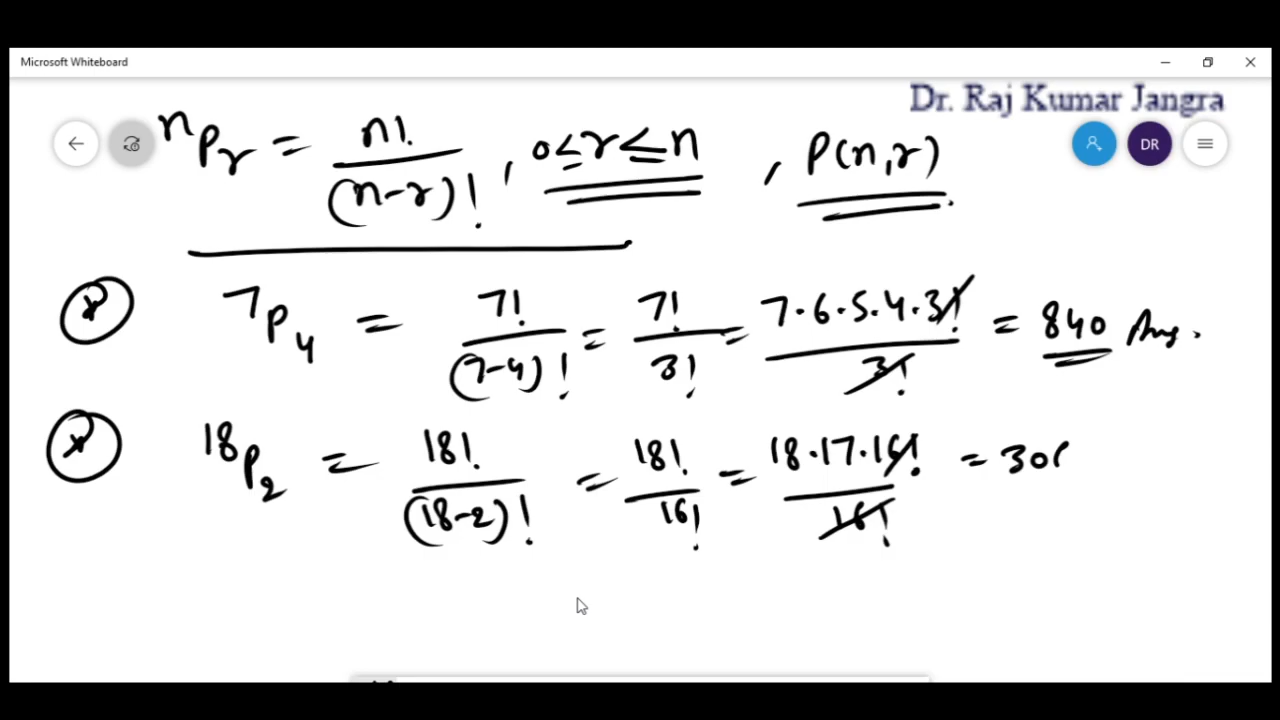 Microsoft Whiteboard
Dr. Raj Kumar Jangra
DR
ⁿPᵣ = n!/(n-r)! , 0≤r≤n , P(n,r).
⁷P₄ = 7!/(7-4)! = 7!/3! = 7·6·5·4·3!/3! = 840 Ans.
¹⁸P₂ = 18!/(18-2)! = 18!/16! = 18·17·16!/16! = 30